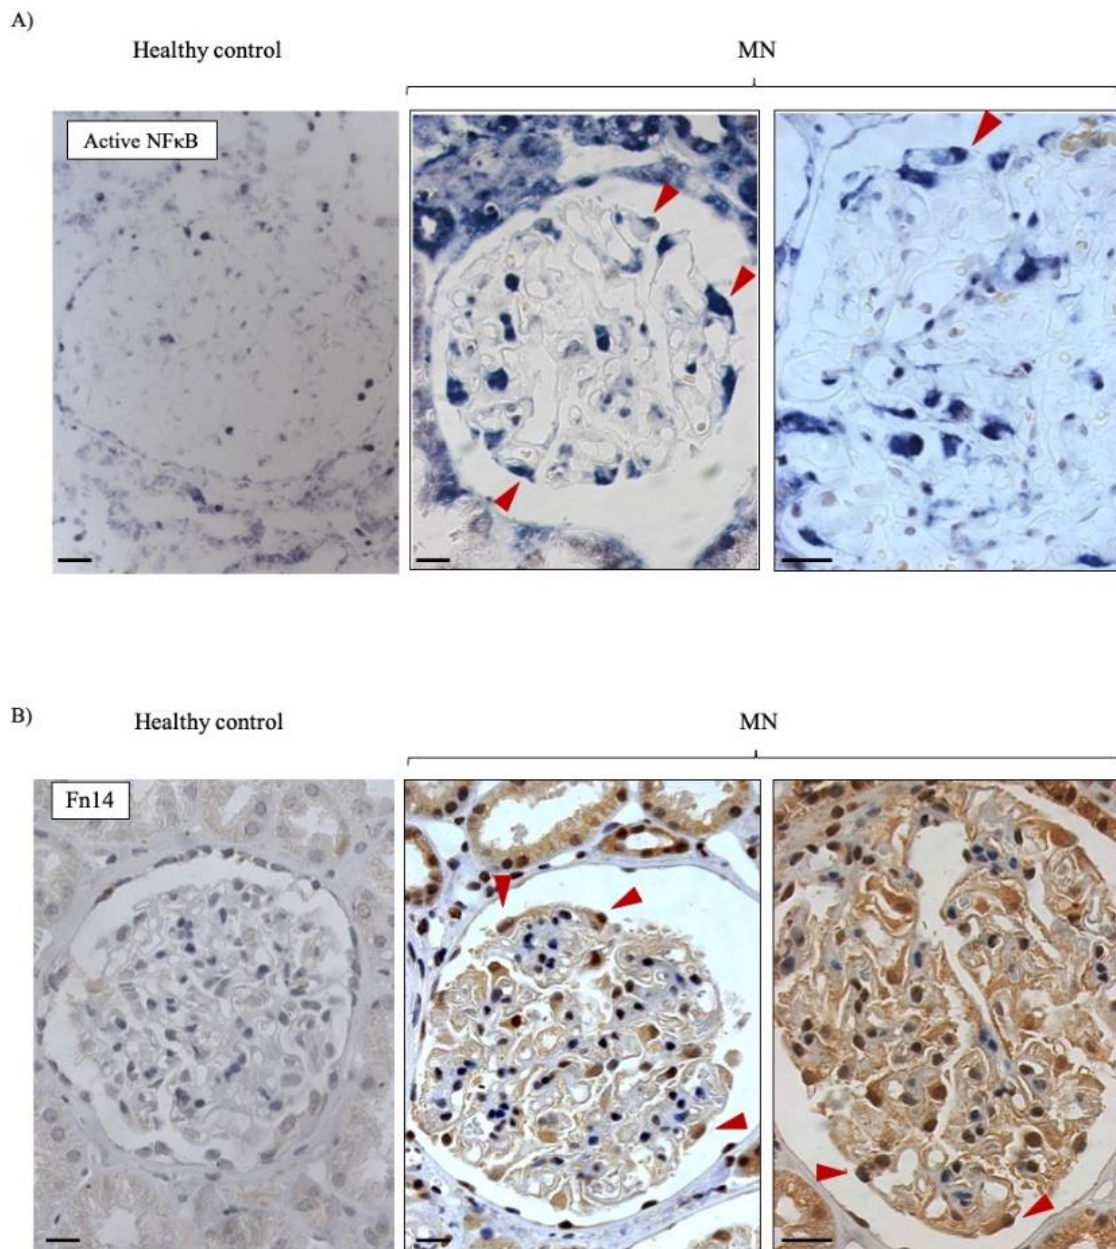 A)
Healthy control
MN
Active NFκB
B)
Healthy control
MN
Fn14